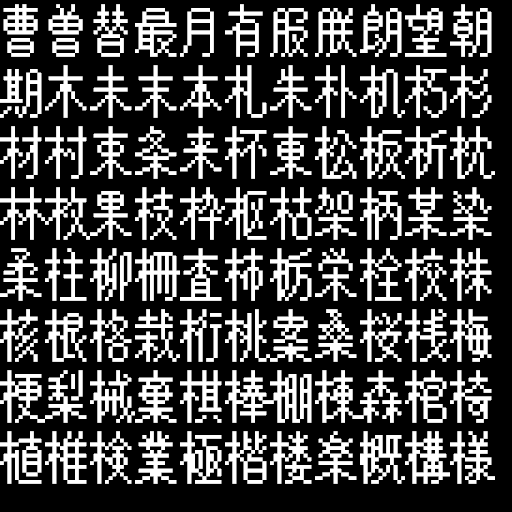 曹曽替最月有服朕朗望朝
期木未末本札朱朴机朽杉
材村束条来杯東松板析枕
林枚果枝枠枢枯架柄某染
柔柱柳柵査柿栃栄栓校株
核根格栽桁桃案桑桜桟梅
梗梨械棄棋棒棚棟森棺椅
植椎検業極楷楼楽概構様